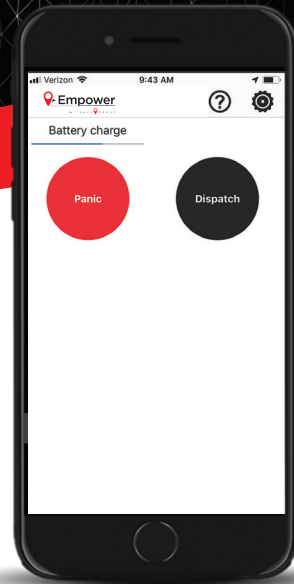 Verizon 9:43 AM
Empower
Battery charge
Panic
Dispatch